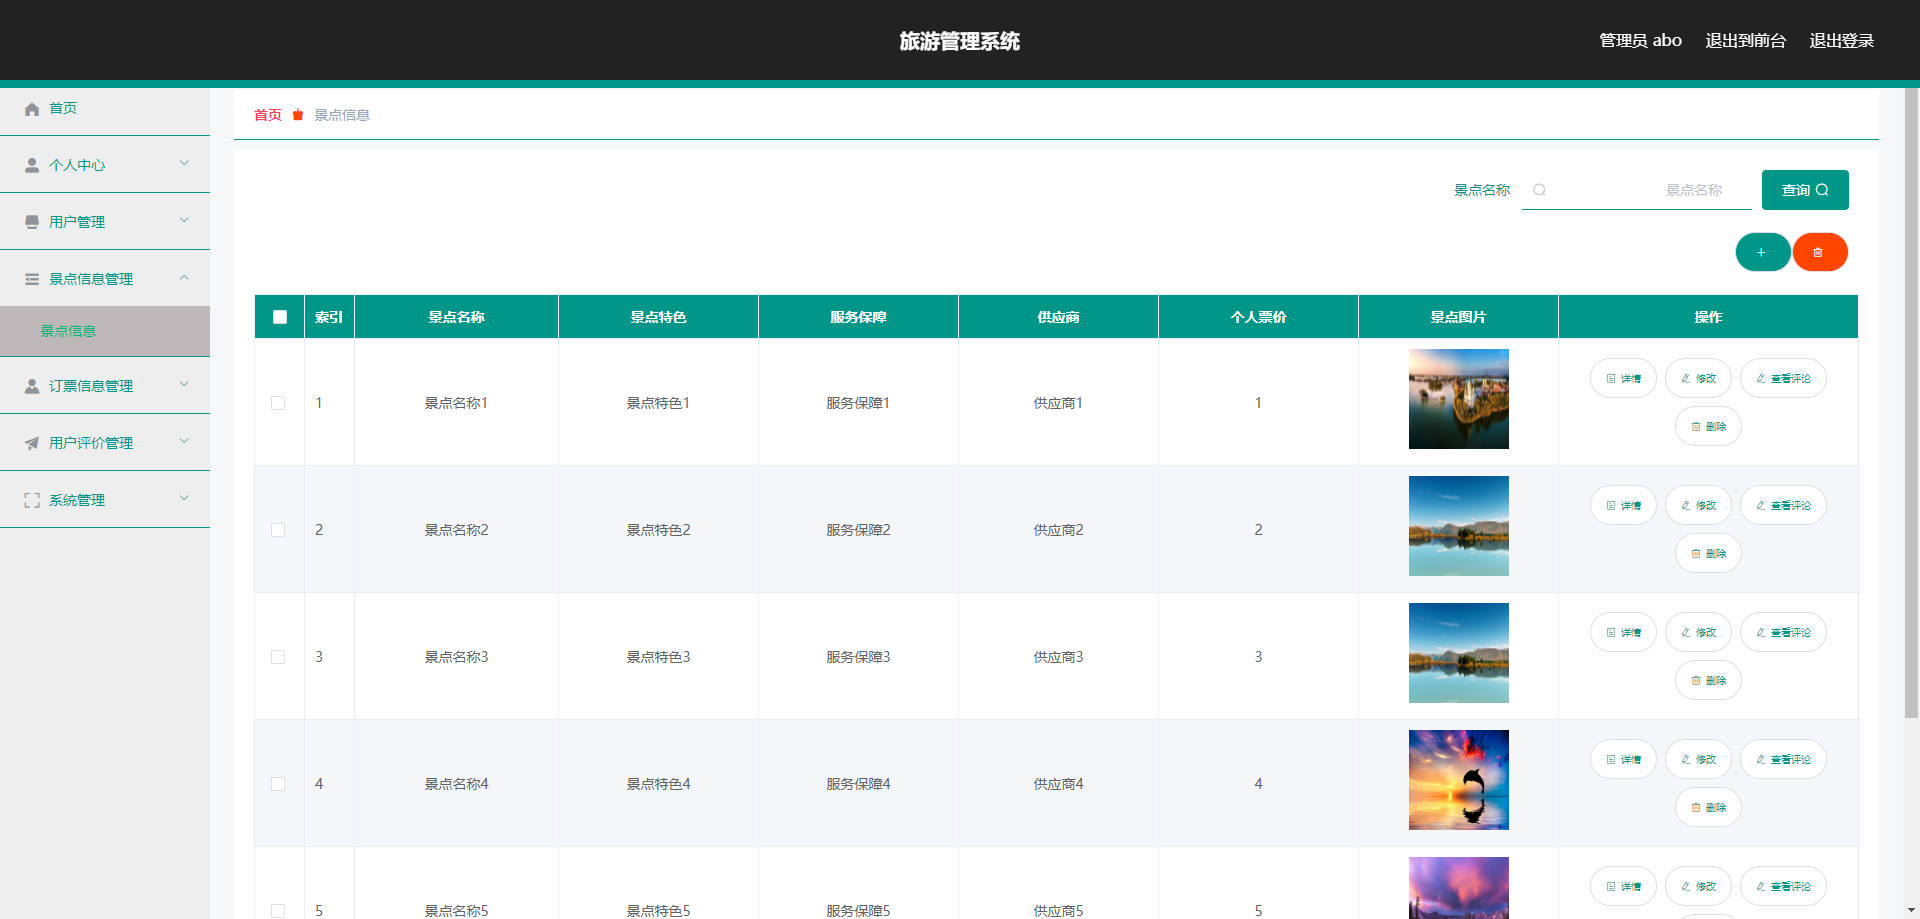 旅游管理系统
管理员 abo 退出到前台 退出登录
首页
个人中心
用户管理
景点信息管理
景点信息
订票信息管理
用户评价管理
系统管理
首页 景点信息
景点名称 景点名称 查询
索引 景点名称 景点特色 服务保障 供应商 个人票价 景点图片 操作
1 景点名称1 景点特色1 服务保障1 供应商1 1 详情 修改 查看评论
删除
2 景点名称2 景点特色2 服务保障2 供应商2 2 详情 修改 查看评论
删除
3 景点名称3 景点特色3 服务保障3 供应商3 3 详情 修改 查看评论
删除
4 景点名称4 景点特色4 服务保障4 供应商4 4 详情 修改 查看评论
删除
5 景点名称5 景点特色5 服务保障5 供应商5 5 详情 修改 查看评论